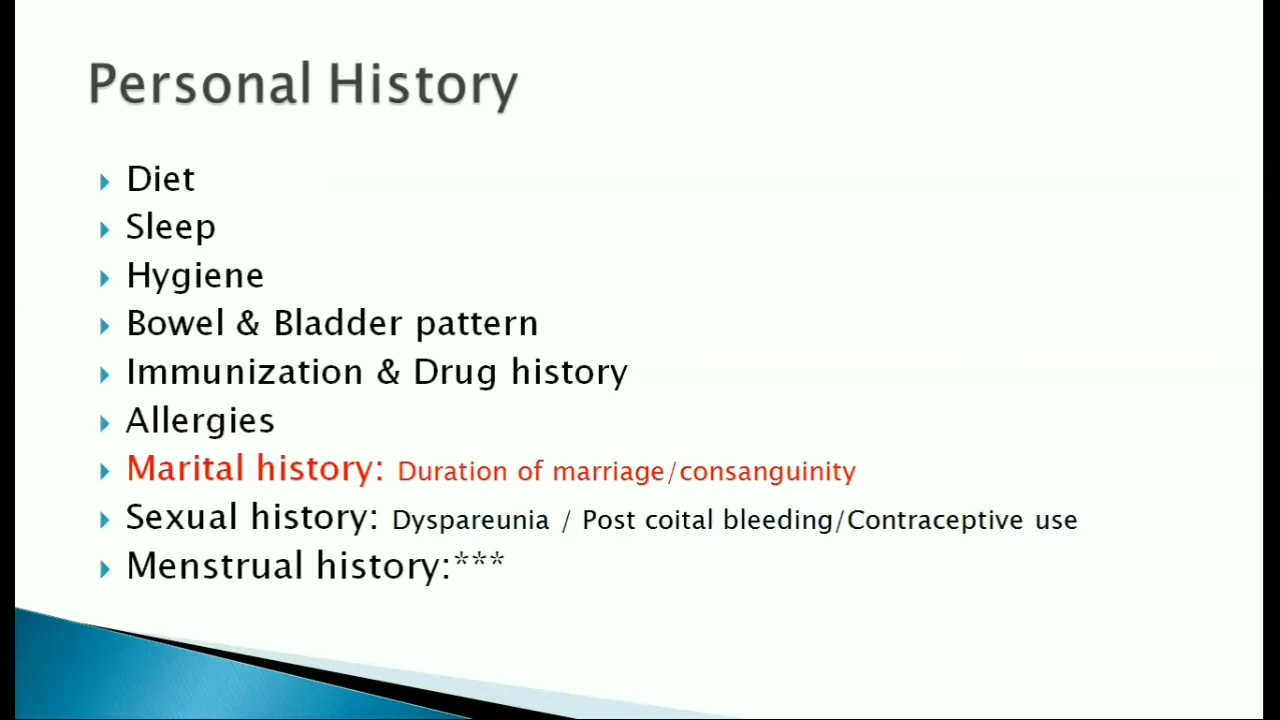 Personal History
Diet
Sleep
Hygiene
Bowel & Bladder pattern
Immunization & Drug history
Allergies
Marital history: Duration of marriage/consanguinity
Sexual history: Dyspareunia / Post coital bleeding/Contraceptive use
Menstrual history:***